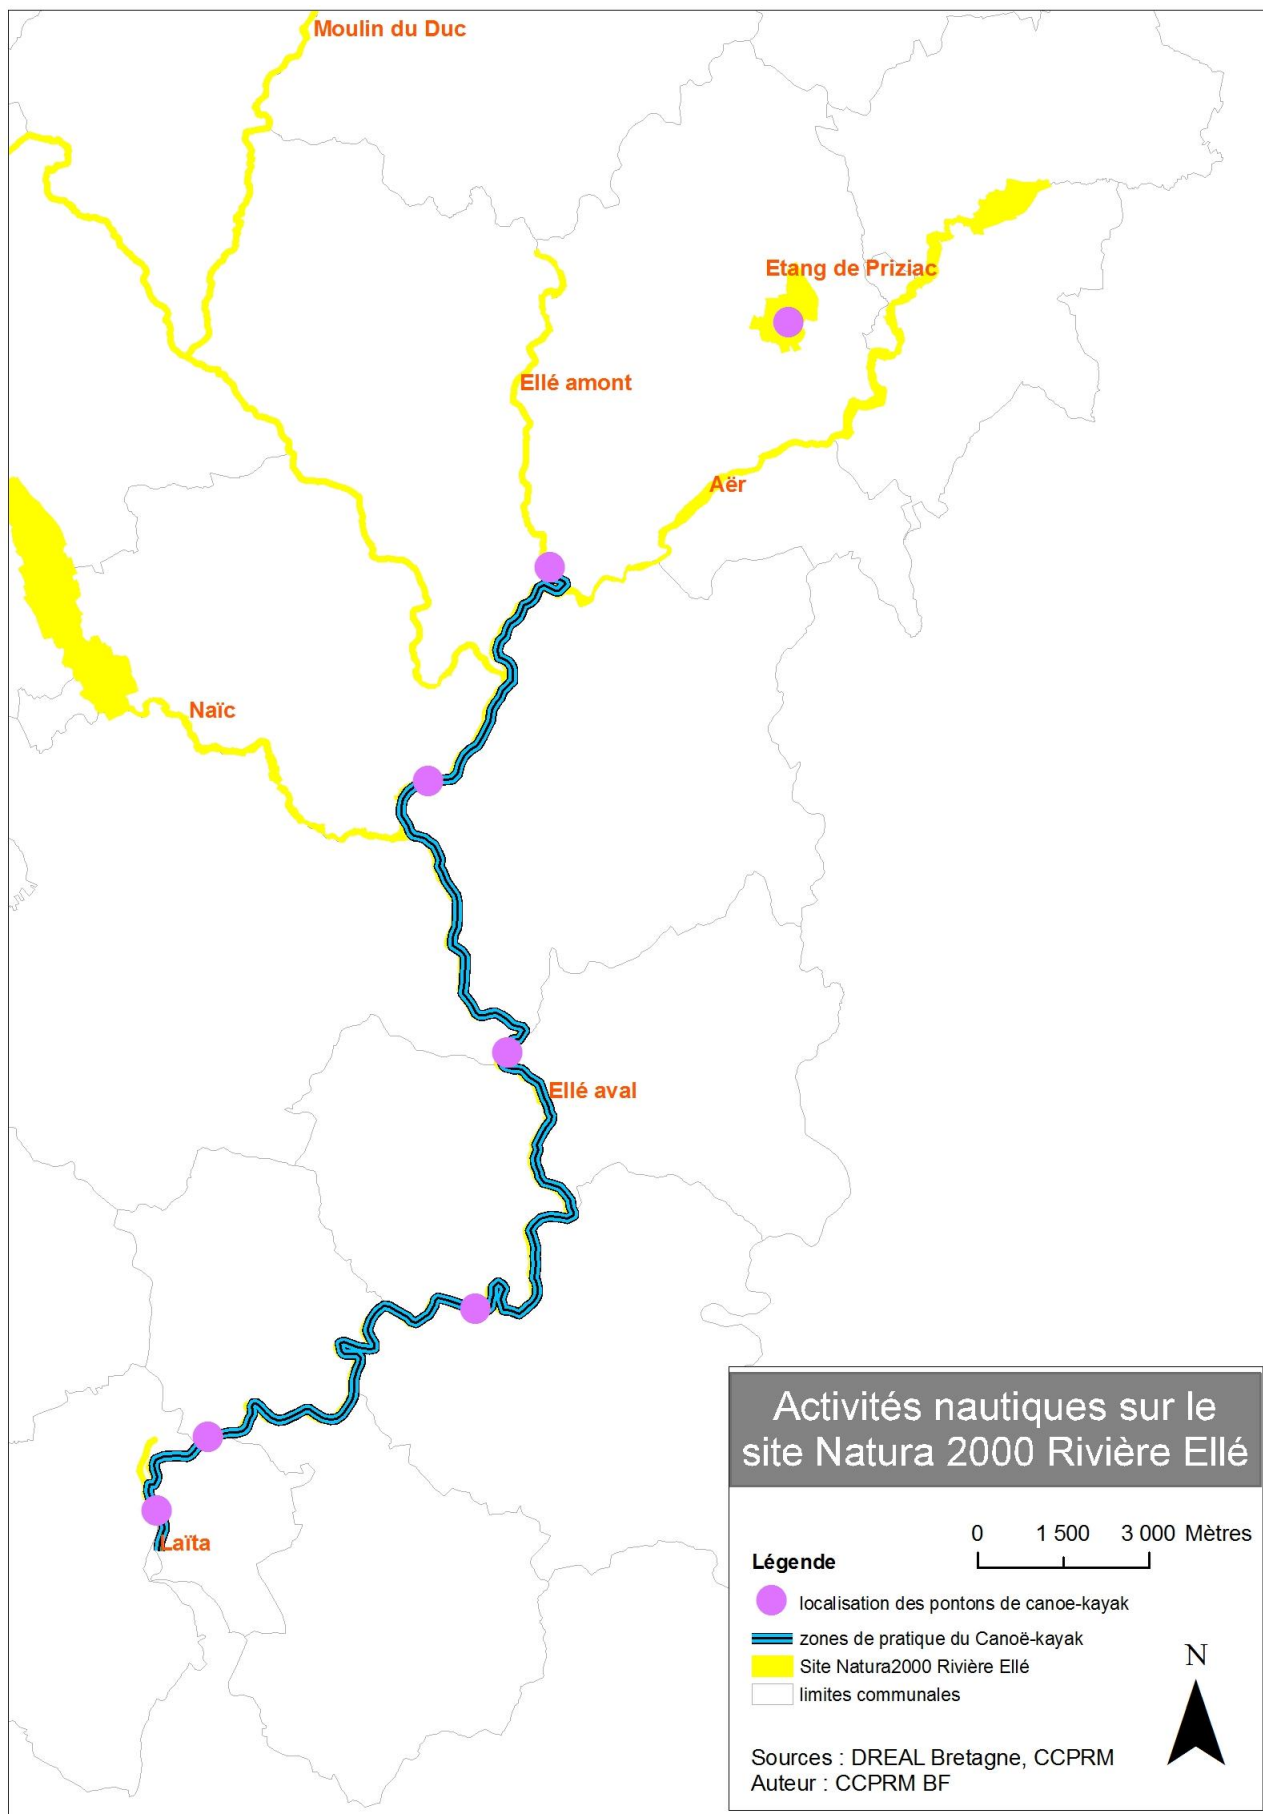 Moulin du Duc
Etang de Priziac
Ellé amont
Aër
Naïc
Ellé aval
Laïta
Activités nautiques sur le
site Natura 2000 Rivière Ellé
0 1 500 3 000 Mètres
Légende
localisation des pontons de canoe-kayak
zones de pratique du Canoë-kayak
Site Natura2000 Rivière Ellé
limites communales
N
Sources : DREAL Bretagne, CCPRM
Auteur : CCPRM BF